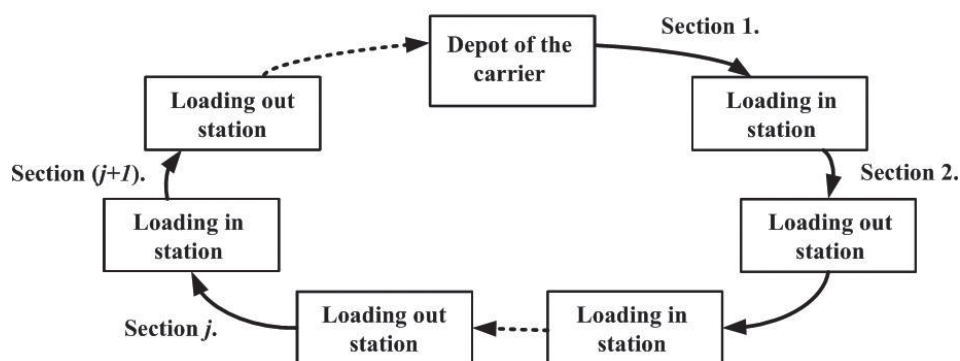 Depot of the
carrier
Section 1.
Loading in
station
Section 2.
Loading out
station
Loading in
station
Loading out
station
Section j.
Loading in
station
Section (j+1).
Loading out
station